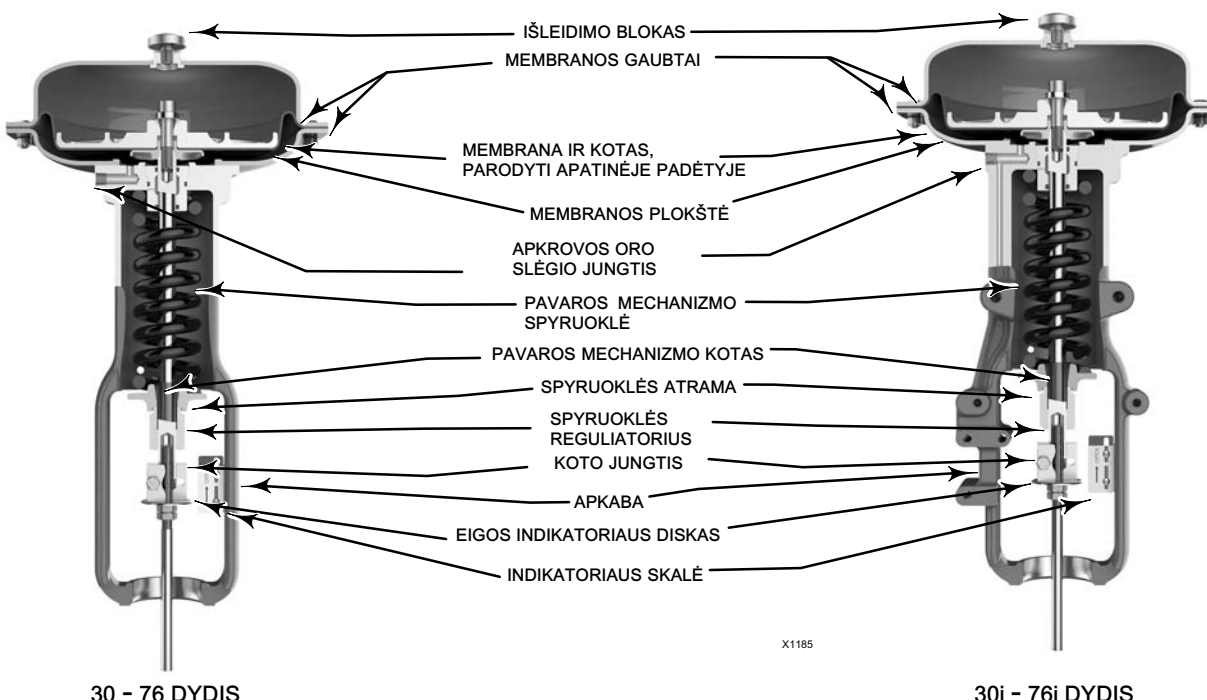 IŠLEIDIMO BLOKAS
MEMBRANOS GAUBTAI
MEMBRANA IR KOTAS,
PARODYTI APATINĖJE PADĖTYJE
MEMBRANOS PLOKŠTĖ
APKROVOS ORO
SLĖGIO JUNGTIS
PAVAROS MECHANIZMO
SPYRUOKLĖ
PAVAROS MECHANIZMO KOTAS
SPYRUOKLĖS ATRAMA
SPYRUOKLĖS
REGULIATORIUS
KOTO JUNGTIS
APKABA
EIGOS INDIKATORIAUS DISKAS
INDIKATORIAUS SKALĖ
X1185
30 - 76 DYDIS
30i - 76i DYDIS